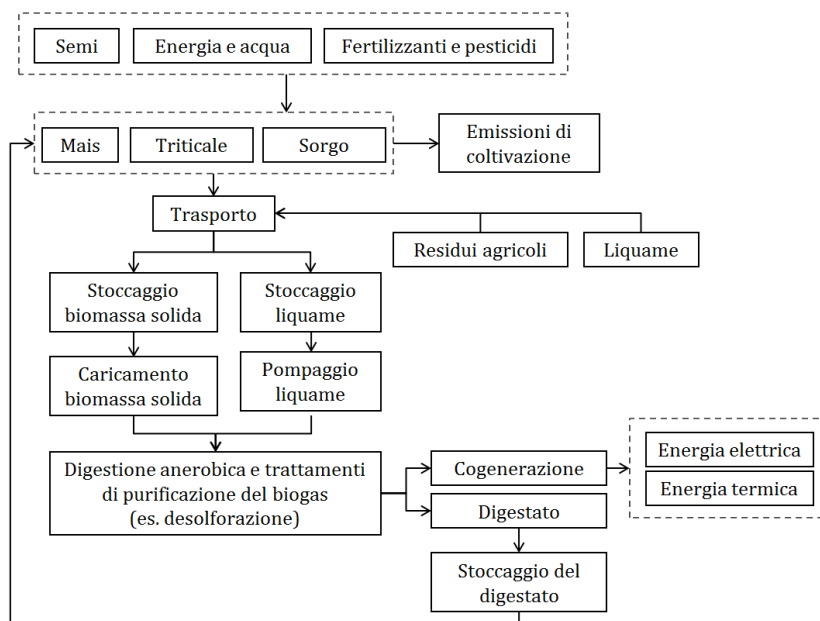 Semi
Energia e acqua
Fertilizzanti e pesticidi
Mais
Triticale
Sorgo
Emissioni di
coltivazione
Trasporto
Residui agricoli
Liquame
Stoccaggio
biomassa solida
Stoccaggio
liquame
Caricamento
biomassa solida
Pompaggio
liquame
Digestione anerobica e trattamenti
di purificazione del biogas
(es. desolforazione)
Cogenerazione
Energia elettrica
Energia termica
Digestato
Stoccaggio del
digestato